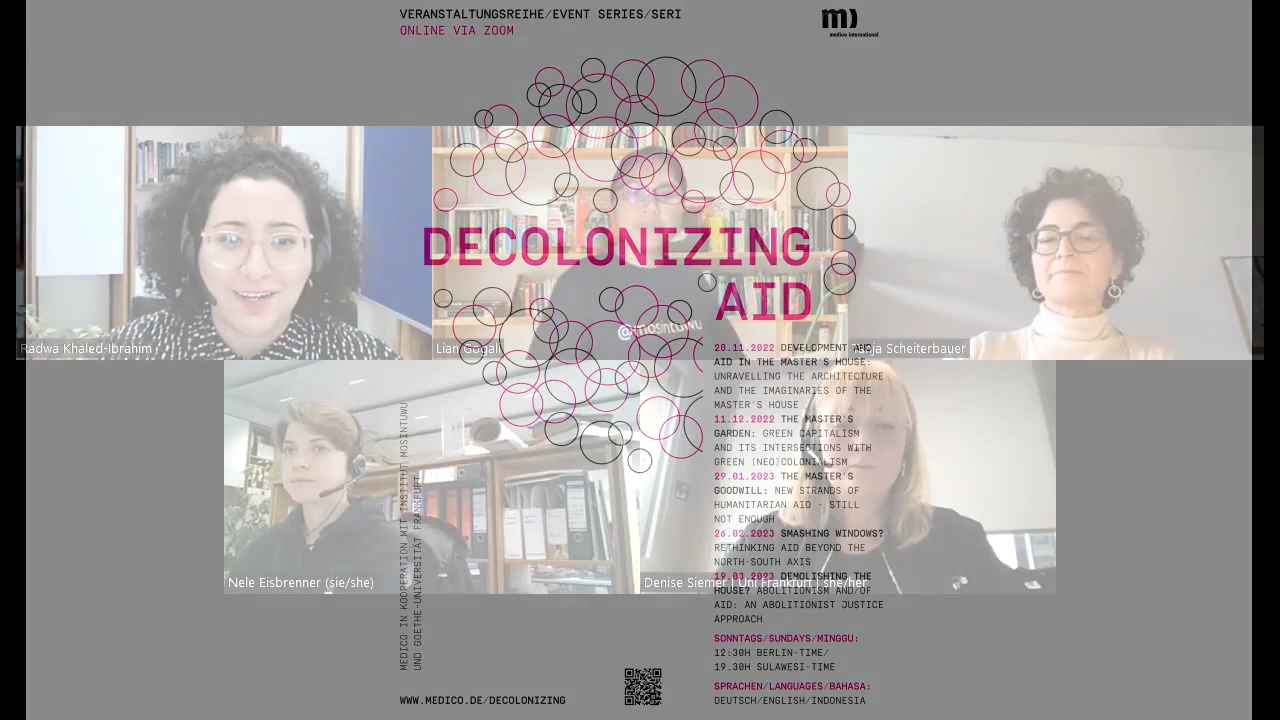 VERANSTALTUNGSREIHE/EVENT SERIES/SERI
ONLINE VIA ZOOM
m)
medico international
DECOLONIZING
AID
@mosintuwu
Radwa Khaled-Ibrahim
Lian Gogali
Tanja Scheiterbauer
20.11.2022 DEVELOPMENT AND
AID IN THE MASTER'S HOUSE:
UNRAVELLING THE ARCHITECTURE
AND THE IMAGINARIES OF THE
MASTER'S HOUSE
11.12.2022 THE MASTER'S
GARDEN: GREEN CAPITALISM
AND ITS INTERSECTIONS WITH
GREEN (NEO)COLONIALISM
29.01.2023 THE MASTER'S
GOODWILL: NEW STRANDS OF
HUMANITARIAN AID - STILL
NOT ENOUGH
26.02.2023 SMASHING WINDOWS?
RETHINKING AID BEYOND THE
NORTH-SOUTH AXIS
19.03.2023 DEMOLISHING THE
HOUSE? ABOLITIONISM AND/OF
AID: AN ABOLITIONIST JUSTICE
APPROACH
Nele Eisbrenner (sie/she)
Denise Siemer | Uni Frankfurt | she/her
SONNTAGS/SUNDAYS/MINGGU:
12:30H BERLIN-TIME/
19.30H SULAWESI-TIME
SPRACHEN/LANGUAGES/BAHASA:
DEUTSCH/ENGLISH/INDONESIA
MEDICO IN KOOPERATION MIT INSTITUT MOSINTUWU
UND GOETHE-UNIVERSITÄT FRANKFURT
WWW.MEDICO.DE/DECOLONIZING